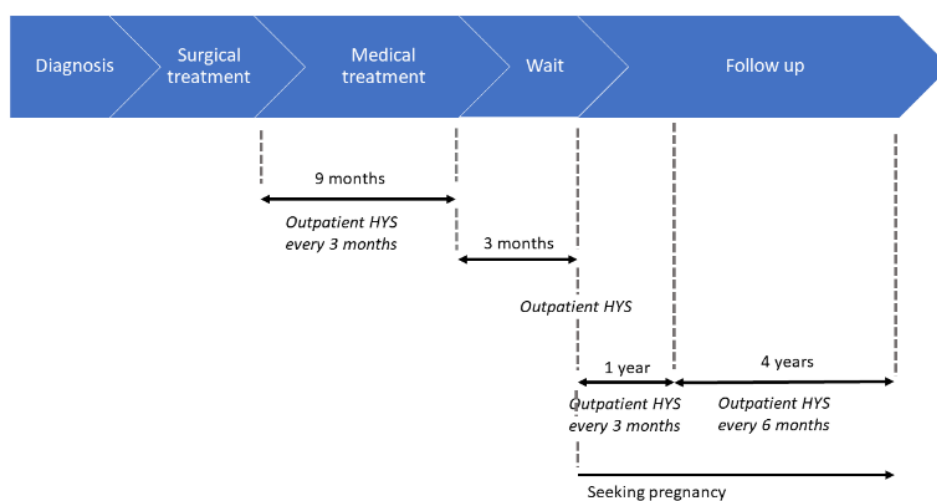 Diagnosis
Surgical
treatment
Medical
treatment
Wait
Follow up
9 months
Outpatient HYS
every 3 months
3 months
Outpatient HYS
1 year
4 years
Outpatient HYS
every 3 months
Outpatient HYS
every 6 months
Seeking pregnancy